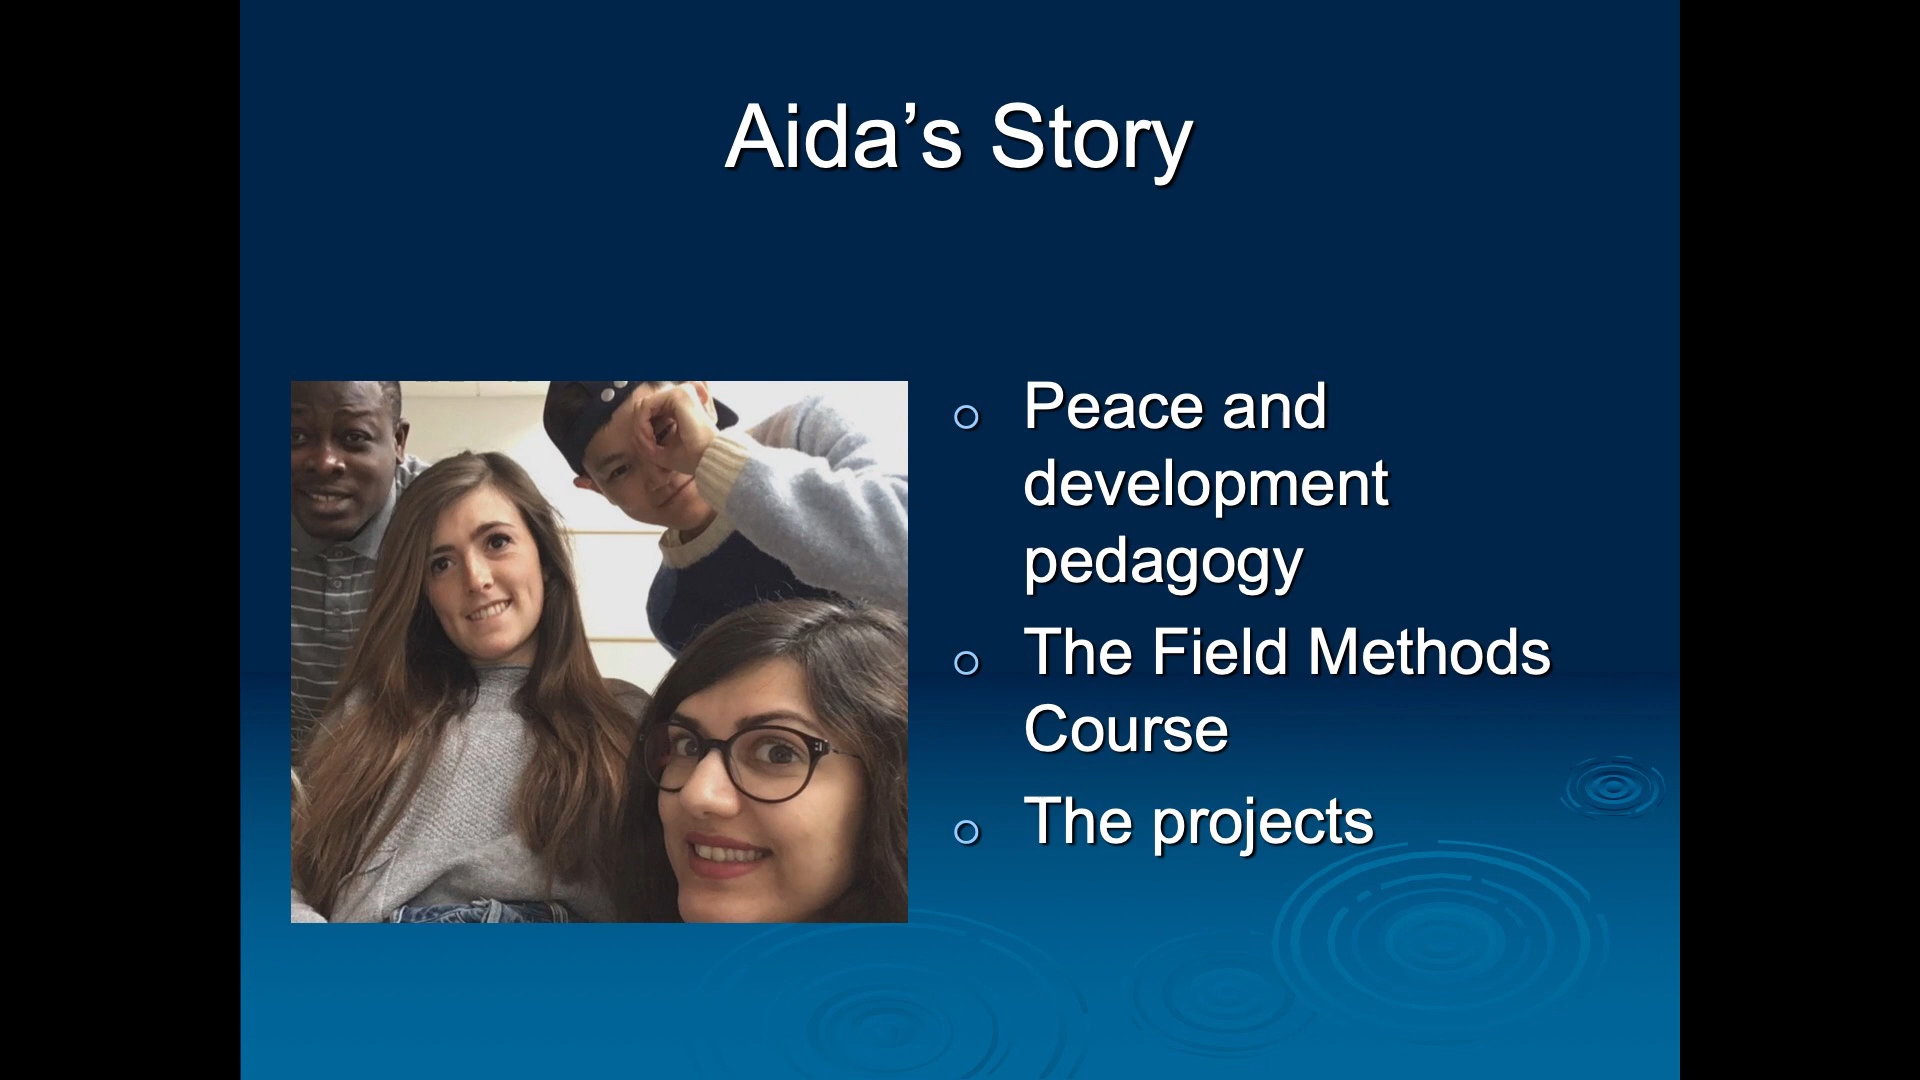 Aida’s Story
Peace and
development
pedagogy
The Field Methods
Course
The projects